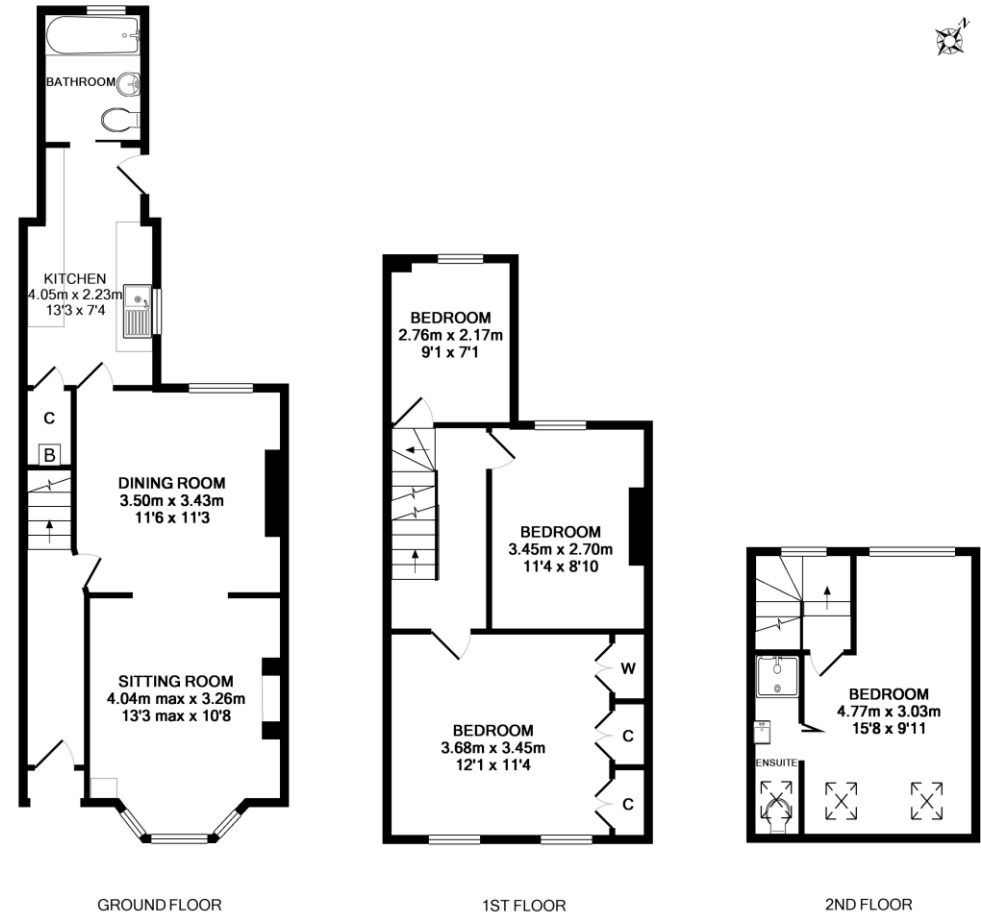 N
BATHROOM
KITCHEN
4.05m x 2.23m
13'3 x 7'4
C
B
DINING ROOM
3.50m x 3.43m
11'6 x 11'3
SITTING ROOM
4.04m max x 3.26m
13'3 max x 10'8
GROUND FLOOR
BEDROOM
2.76m x 2.17m
9'1 x 7'1
BEDROOM
3.45m x 2.70m
11'4 x 8'10
BEDROOM
3.68m x 3.45m
12'1 x 11'4
W
C
C
1ST FLOOR
BEDROOM
4.77m x 3.03m
15'8 x 9'11
ENSUITE
2ND FLOOR